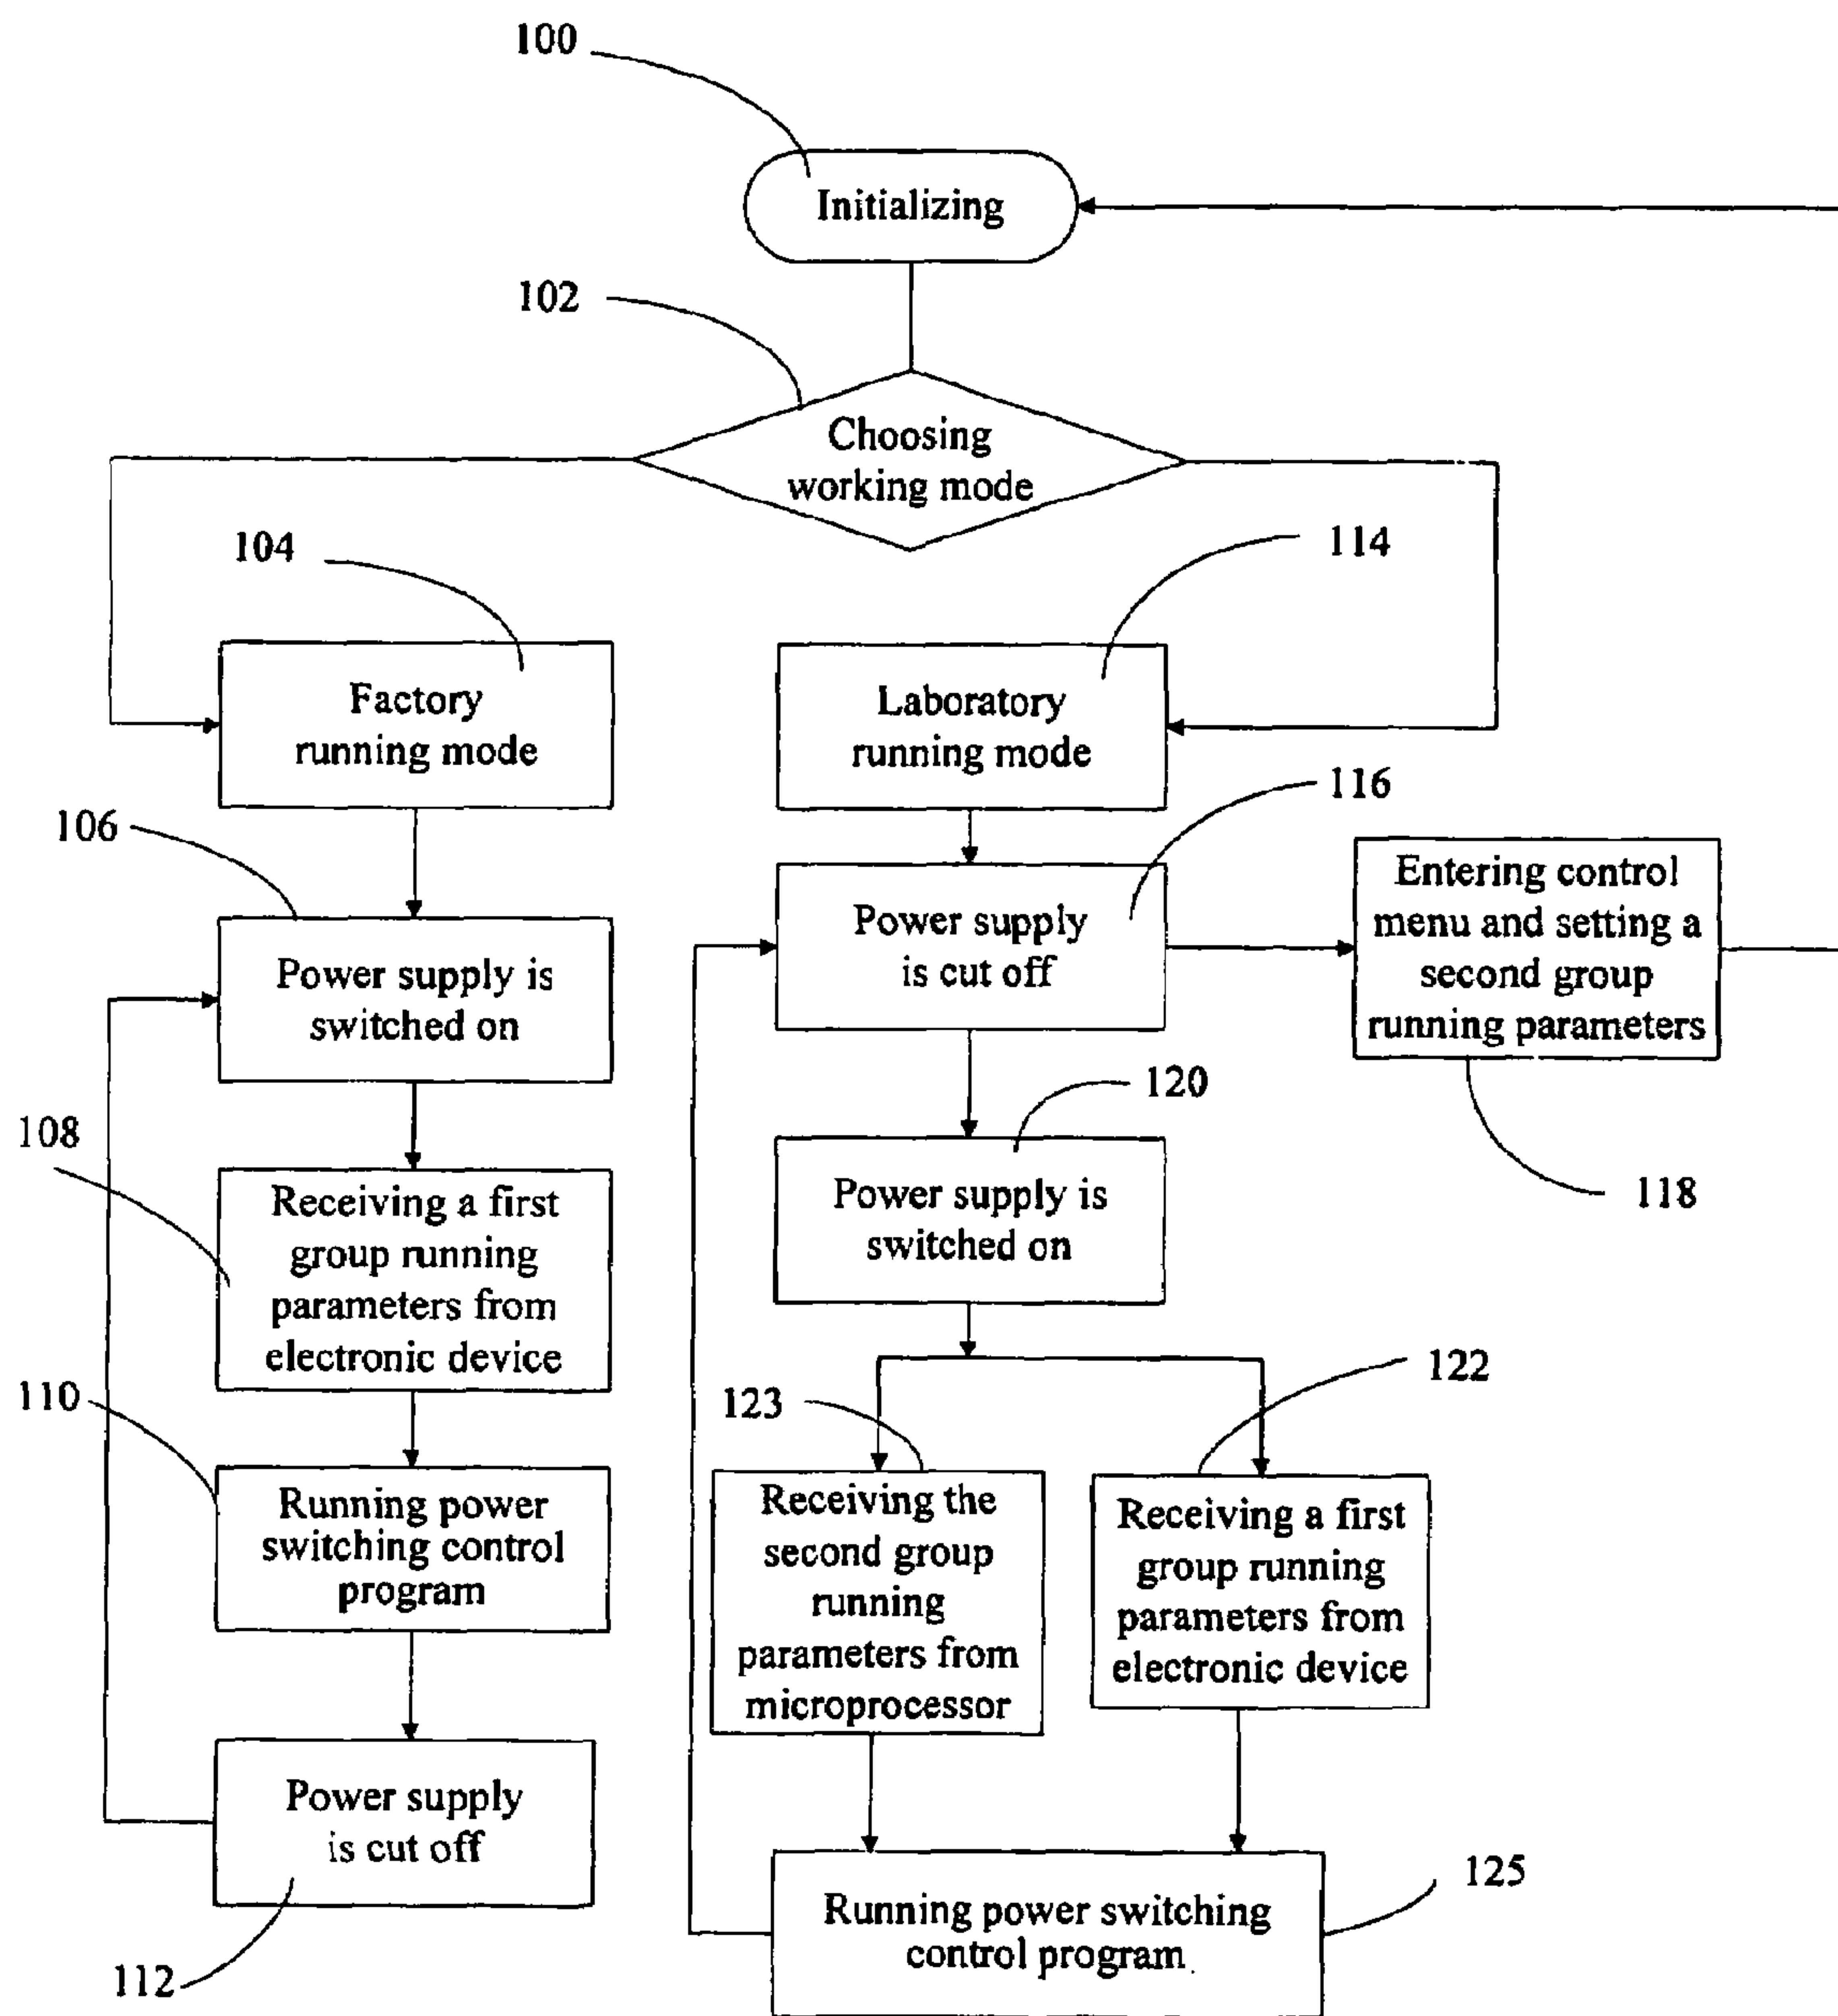 100
Initializing
102
Choosing
working mode
104
114
Factory
running mode
Laboratory
running mode
106
116
Power supply is
switched on
Power supply
is cut off
Entering control
menu and setting a
second group
running parameters
108
120
118
Receiving a first
group running
parameters from
electronic device
Power supply is
switched on
110
123
122
Running power
switching control
program
Receiving the
second group
running
parameters from
microprocessor
Receiving a first
group running
parameters from
electronic device
Power supply
is cut off
112
125
Running power switching
control program